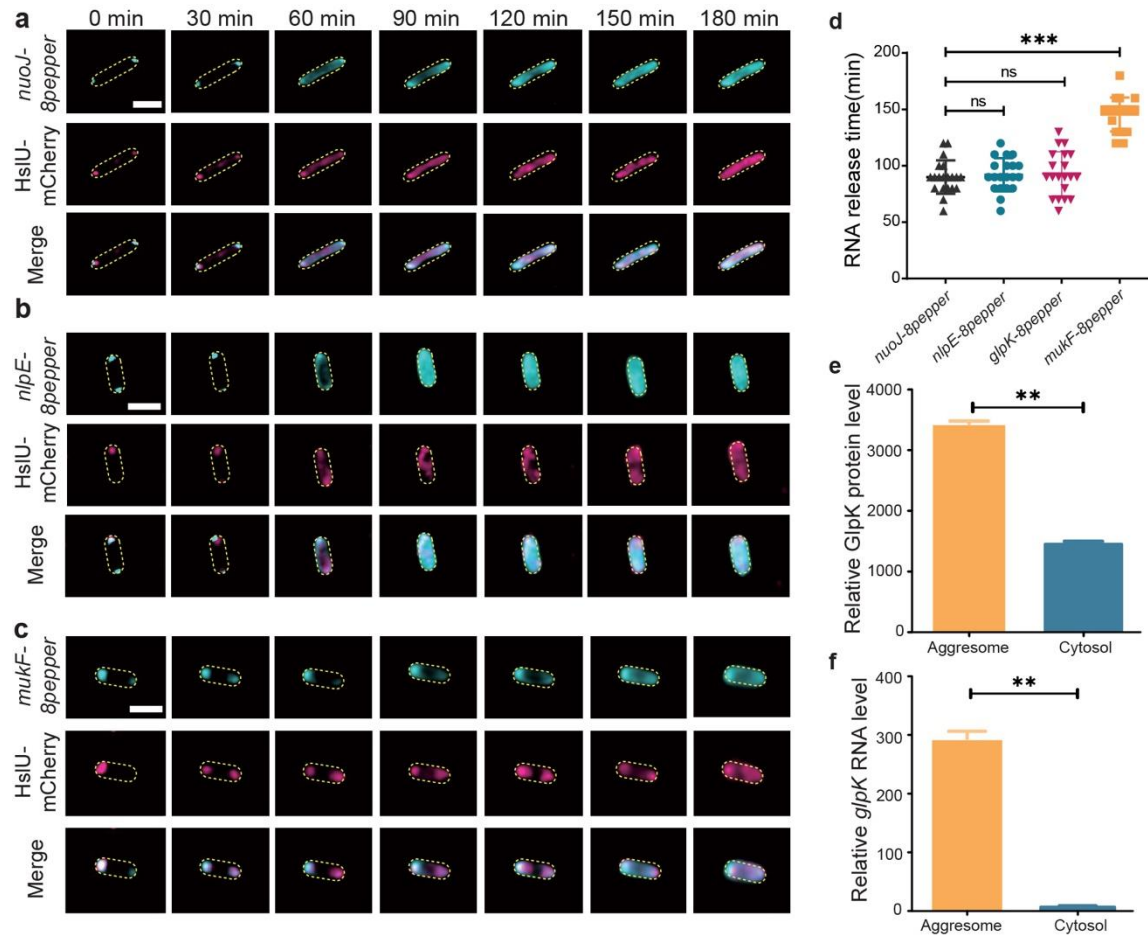 a
0 min 30 min 60 min 90 min 120 min 150 min 180 min
nuoJ-
8pepper
HslU-
mCherry
Merge
b
nlpE-
8pepper
HslU-
mCherry
Merge
c
mukF-
8pepper
HslU-
mCherry
Merge
d
RNA release time(min)
200
150
100
50
0
***
ns
ns
nuoJ-8pepper
nlpE-8pepper
glpK-8pepper
mukF-8pepper
e
Relative GlpK protein level
4000
3000
2000
1000
0
**
Aggresome Cytosol
f
Relative glpK RNA level
400
300
200
100
0
**
Aggresome Cytosol